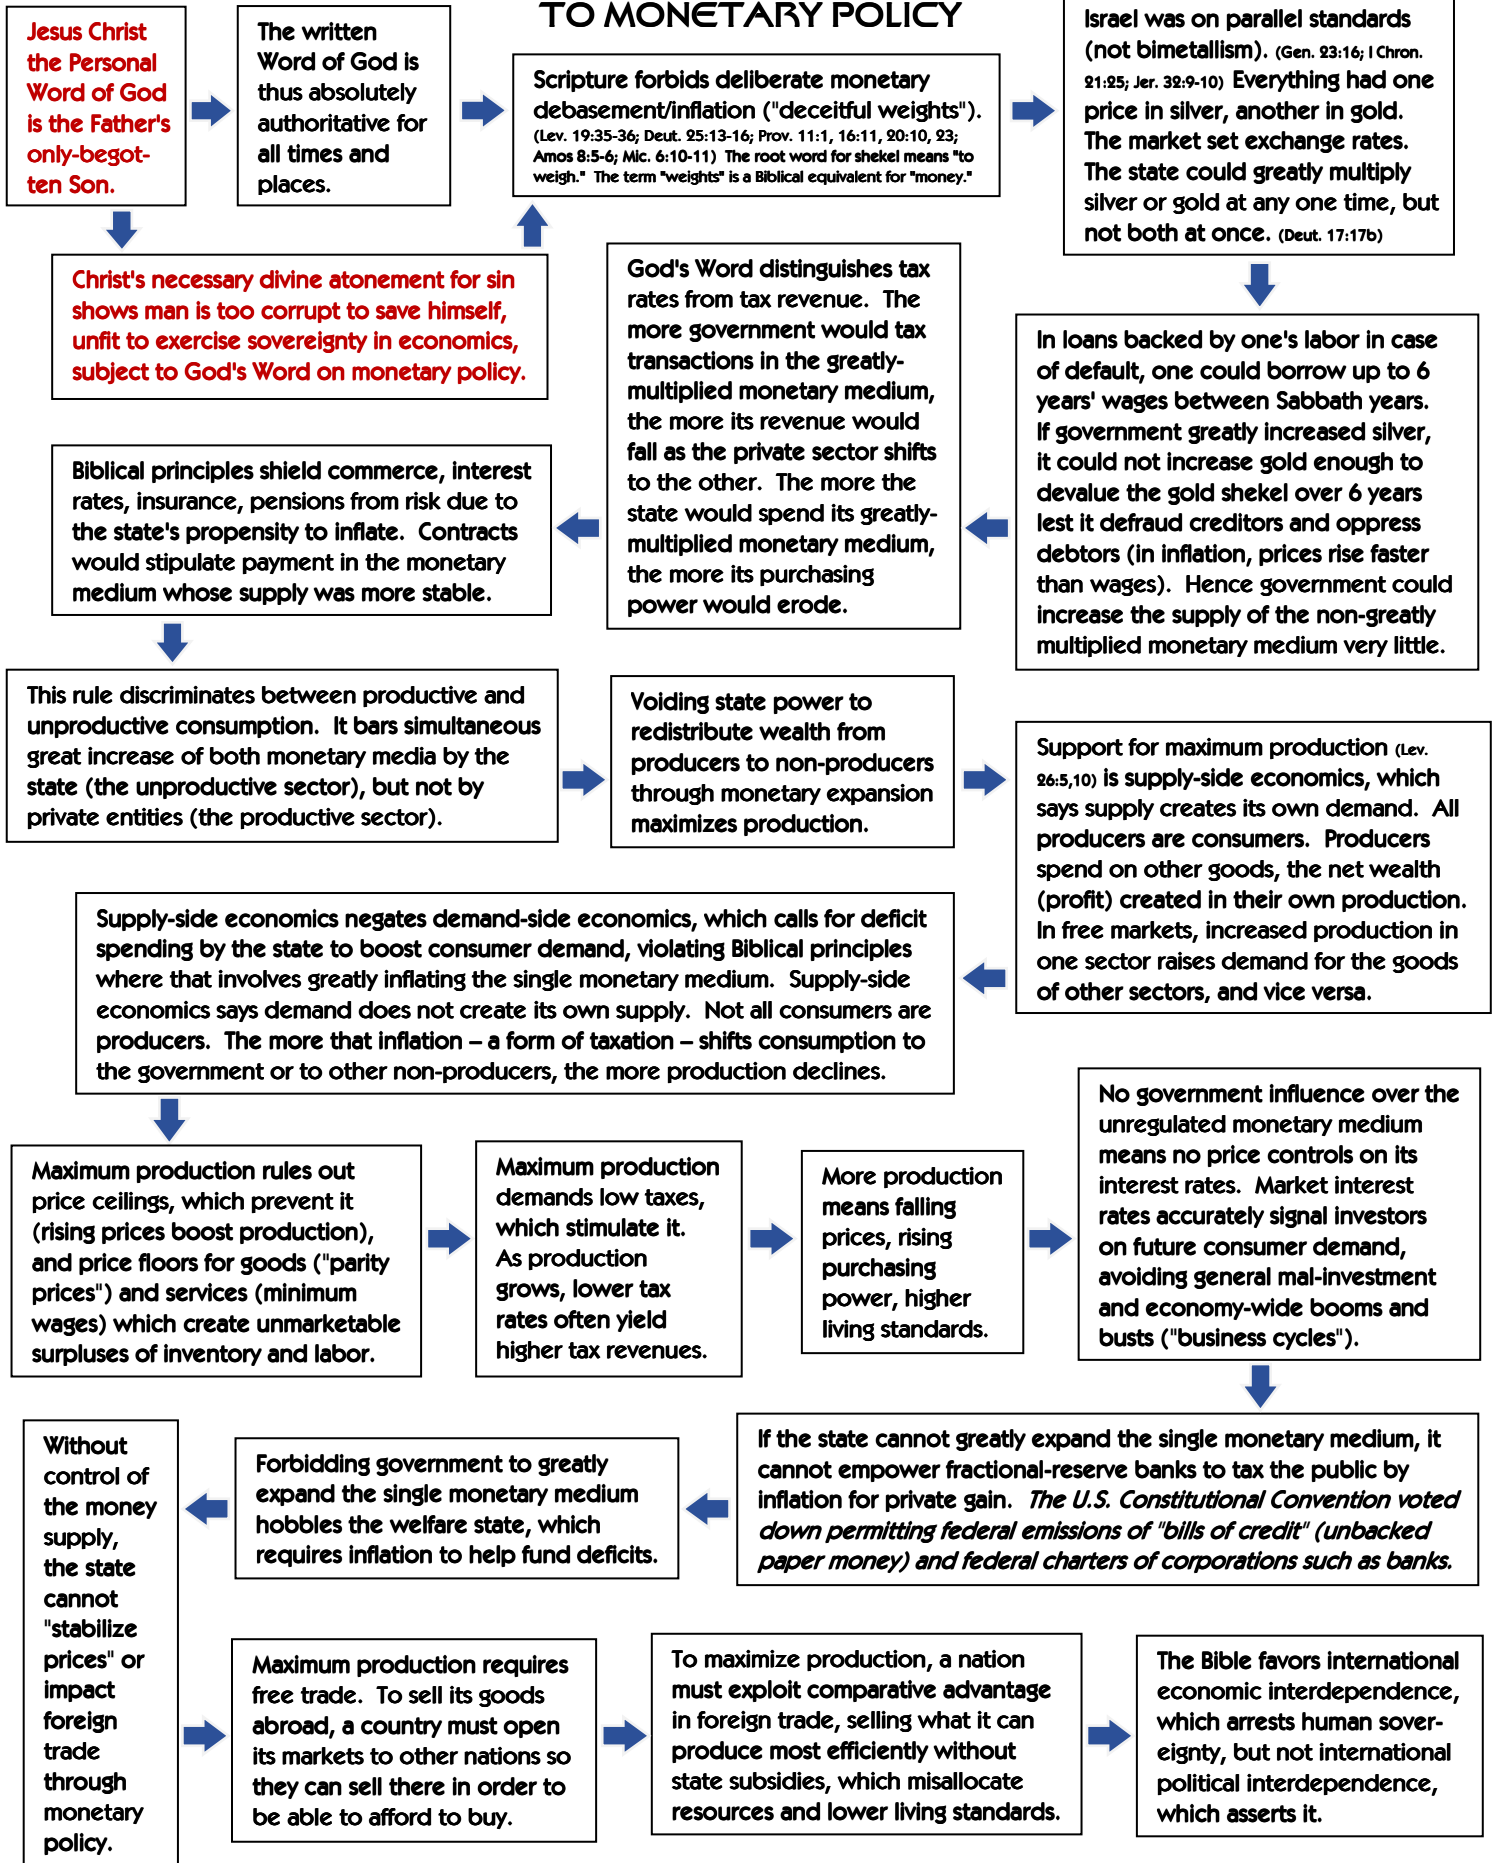 TO MONETARY POLICY
Jesus Christ
the Personal
Word of God
is the Father's
only-begot-
ten Son.
The written
Word of God is
thus absolutely
authoritative for
all times and
places.
Scripture forbids deliberate monetary
debasement/inflation ("deceitful weights").
(Lev. 19:35-36; Deut. 25:13-16; Prov. 11:1, 16:11, 20:10, 23;
Amos 8:5-6; Mic. 6:10-11) The root word for shekel means "to
weigh." The term "weights" is a Biblical equivalent for "money."
Israel was on parallel standards
(not bimetallism). (Gen. 23:16; I Chron.
21:25; Jer. 32:9-10) Everything had one
price in silver, another in gold.
The market set exchange rates.
The state could greatly multiply
silver or gold at any one time, but
not both at once. (Deut. 17:17b)
Christ's necessary divine atonement for sin
shows man is too corrupt to save himself,
unfit to exercise sovereignty in economics,
subject to God's Word on monetary policy.
In loans backed by one's labor in case
of default, one could borrow up to 6
years' wages between Sabbath years.
If government greatly increased silver,
it could not increase gold enough to
devalue the gold shekel over 6 years
lest it defraud creditors and oppress
debtors (in inflation, prices rise faster
than wages). Hence government could
increase the supply of the non-greatly
multiplied monetary medium very little.
God's Word distinguishes tax
rates from tax revenue. The
more government would tax
transactions in the greatly-
multiplied monetary medium,
the more its revenue would
fall as the private sector shifts
to the other. The more the
state would spend its greatly-
multiplied monetary medium,
the more its purchasing
power would erode.
Biblical principles shield commerce, interest
rates, insurance, pensions from risk due to
the state's propensity to inflate. Contracts
would stipulate payment in the monetary
medium whose supply was more stable.
This rule discriminates between productive and
unproductive consumption. It bars simultaneous
great increase of both monetary media by the
state (the unproductive sector), but not by
private entities (the productive sector).
Voiding state power to
redistribute wealth from
producers to non-producers
through monetary expansion
maximizes production.
Support for maximum production (Lev.
26:5,10) is supply-side economics, which
says supply creates its own demand. All
producers are consumers. Producers
spend on other goods, the net wealth
(profit) created in their own production.
In free markets, increased production in
one sector raises demand for the goods
of other sectors, and vice versa.
Supply-side economics negates demand-side economics, which calls for deficit
spending by the state to boost consumer demand, violating Biblical principles
where that involves greatly inflating the single monetary medium. Supply-side
economics says demand does not create its own supply. Not all consumers are
producers. The more that inflation – a form of taxation – shifts consumption to
the government or to other non-producers, the more production declines.
Maximum production rules out
price ceilings, which prevent it
(rising prices boost production),
and price floors for goods ("parity
prices") and services (minimum
wages) which create unmarketable
surpluses of inventory and labor.
Maximum production
demands low taxes,
which stimulate it.
As production
grows, lower tax
rates often yield
higher tax revenues.
More production
means falling
prices, rising
purchasing
power, higher
living standards.
No government influence over the
unregulated monetary medium
means no price controls on its
interest rates. Market interest
rates accurately signal investors
on future consumer demand,
avoiding general mal-investment
and economy-wide booms and
busts ("business cycles").
If the state cannot greatly expand the single monetary medium, it
cannot empower fractional-reserve banks to tax the public by
inflation for private gain. The U.S. Constitutional Convention voted
down permitting federal emissions of "bills of credit" (unbacked
paper money) and federal charters of corporations such as banks.
Forbidding government to greatly
expand the single monetary medium
hobbles the welfare state, which
requires inflation to help fund deficits.
Without
control of
the money
supply,
the state
cannot
"stabilize
prices" or
impact
foreign
trade
through
monetary
policy.
Maximum production requires
free trade. To sell its goods
abroad, a country must open
its markets to other nations so
they can sell there in order to
be able to afford to buy.
To maximize production, a nation
must exploit comparative advantage
in foreign trade, selling what it can
produce most efficiently without
state subsidies, which misallocate
resources and lower living standards.
The Bible favors international
economic interdependence,
which arrests human sover-
eignty, but not international
political interdependence,
which asserts it.